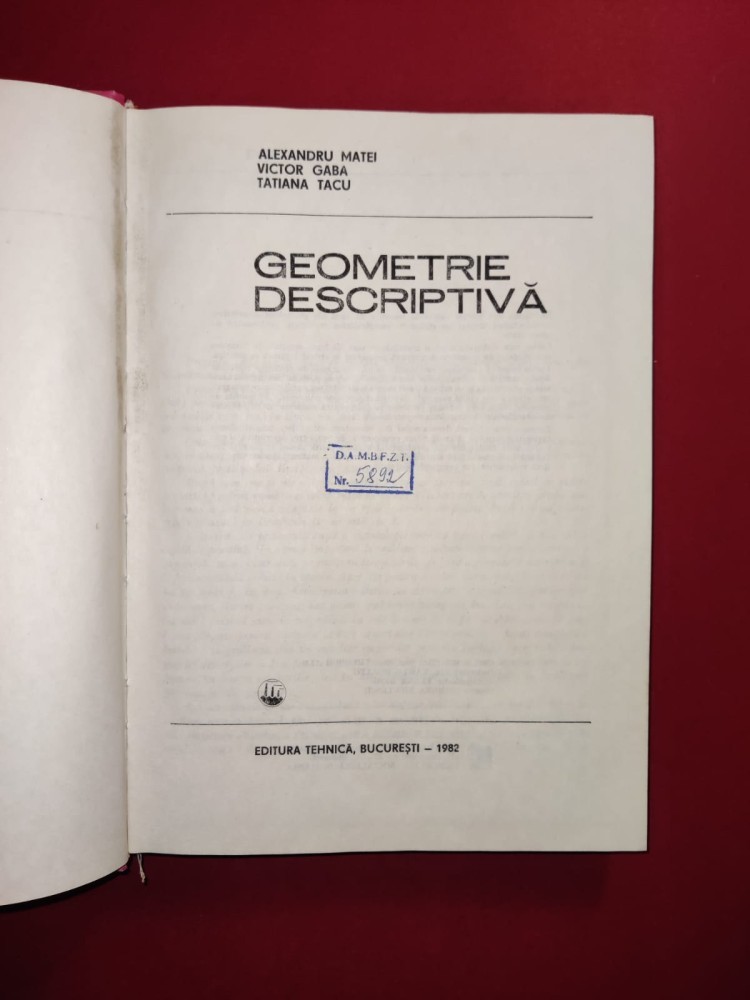 ALEXANDRU MATEI
VICTOR GABA
TATIANA TACU
GEOMETRIE
DESCRIPTIVĂ
D.A.M.B.F.Z.T.
Nr. 5892
EDITURA TEHNICĂ, BUCUREȘTI – 1982